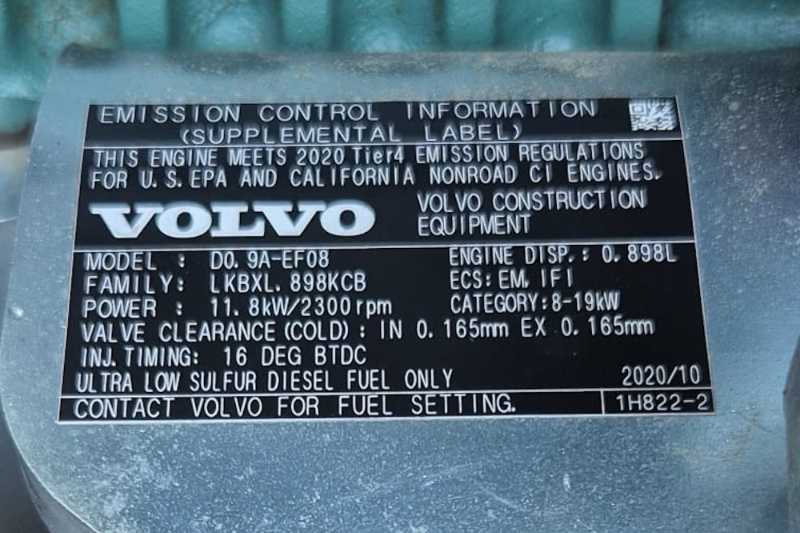 EMISSION CONTROL INFORMATION
(SUPPLEMENTAL LABEL)
THIS ENGINE MEETS 2020 Tier4 EMISSION REGULATIONS
FOR U.S.EPA AND CALIFORNIA NONROAD CI ENGINES.
VOLVO VOLVO CONSTRUCTION
EQUIPMENT
MODEL : D0.9A-EF08 ENGINE DISP.: 0.898L
FAMILY: LKBXL.898KCB ECS:EM, IFI
POWER : 11.8kW/2300rpm CATEGORY:8-19kW
VALVE CLEARANCE(COLD): IN 0.165mm EX 0.165mm
INJ.TIMING: 16 DEG BTDC
ULTRA LOW SULFUR DIESEL FUEL ONLY 2020/10
CONTACT VOLVO FOR FUEL SETTING. 1H822-2